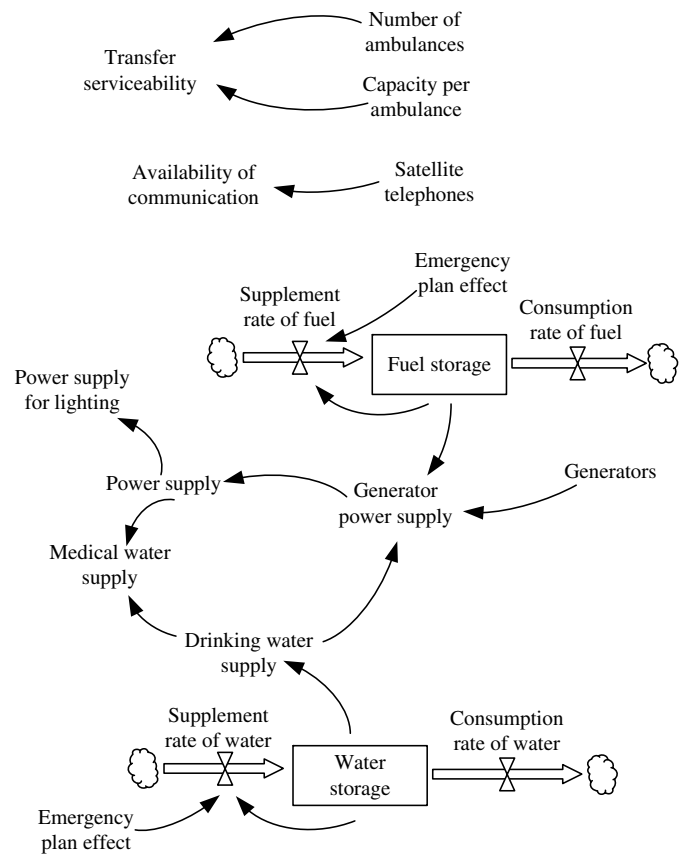 Number of
ambulances
Transfer
serviceability
Capacity per
ambulance
Availability of
communication
Satellite
telephones
Emergency
plan effect
Supplement
rate of fuel
Consumption
rate of fuel
Fuel storage
Power supply
for lighting
Power supply
Generator
power supply
Generators
Medical water
supply
Drinking water
supply
Supplement
rate of water
Consumption
rate of water
Water
storage
Emergency
plan effect